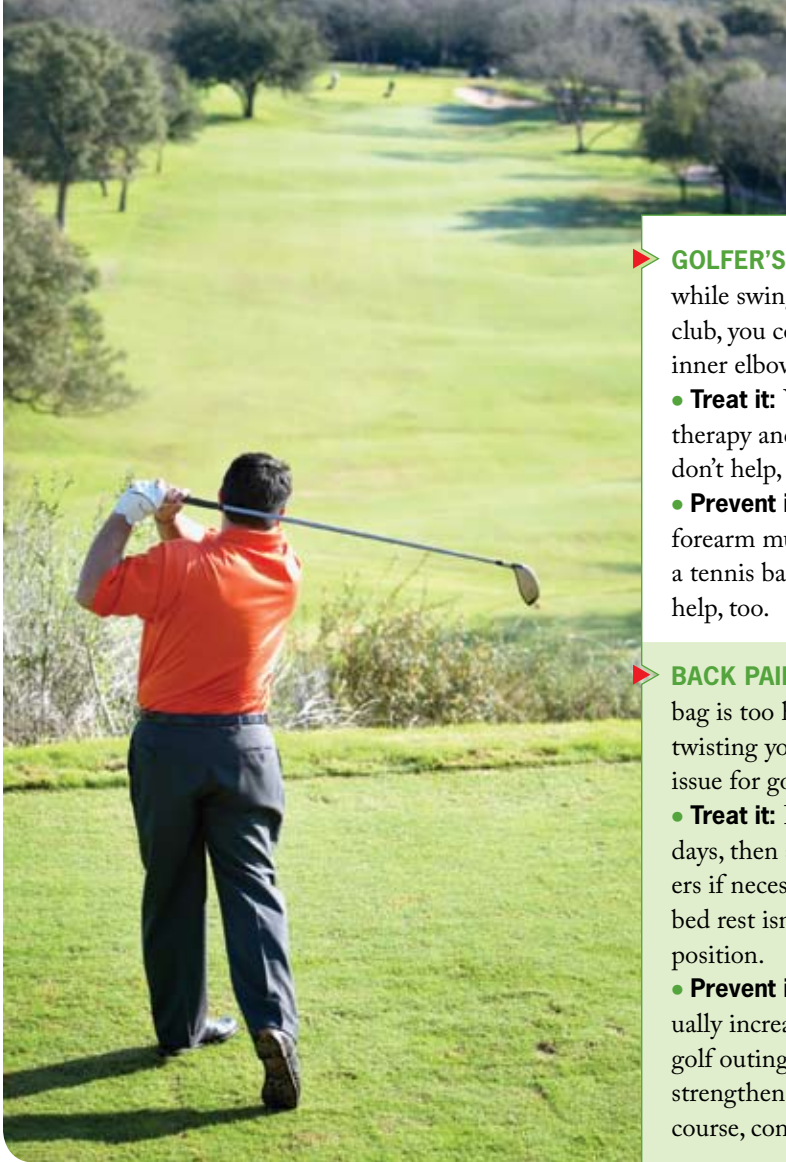 GOLFER'S
while swing
club, you co
inner elbow
• Treat it:
therapy and
don't help,
• Prevent i
forearm mu
a tennis ba
help, too.
BACK PAI
bag is too h
twisting yo
issue for go
• Treat it:
days, then
ers if neces
bed rest isn
position.
• Prevent i
ually increa
golf outing
strengthen
course, con